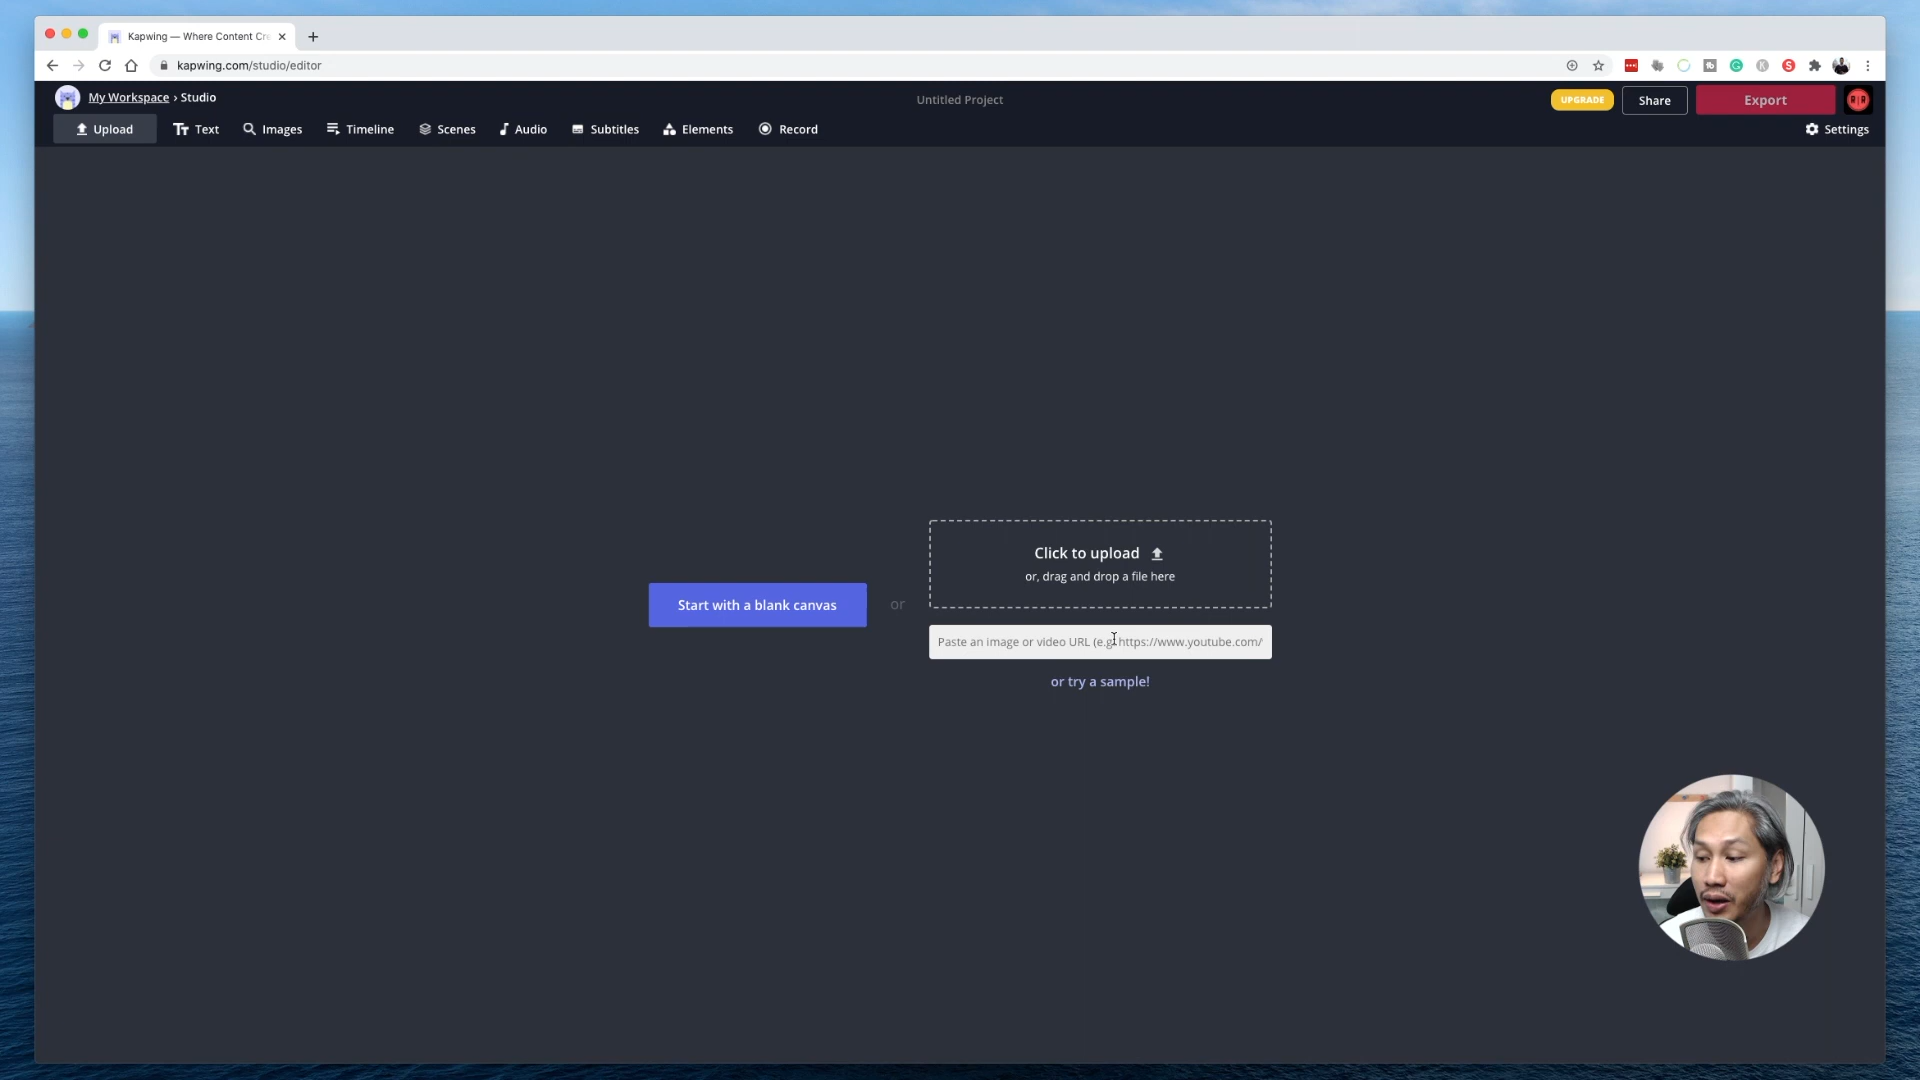 Kapwing — Where Content Cre
kapwing.com/studio/editor
My Workspace › Studio
Untitled Project
UPGRADE
Share
Export
Upload
Text
Images
Timeline
Scenes
Audio
Subtitles
Elements
Record
Settings
Click to upload
or, drag and drop a file here
Start with a blank canvas
or
Paste an image or video URL (e.g. https://www.youtube.com/
or try a sample!